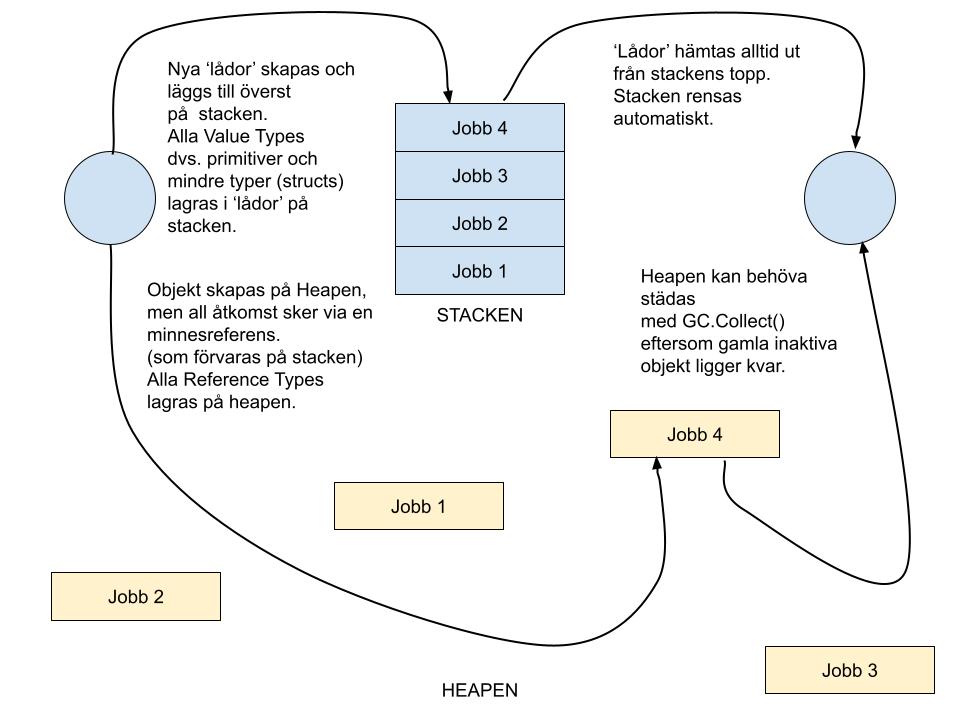 Nya ‘lådor’ skapas och
läggs till överst
på  stacken.
Alla Value Types
dvs. primitiver och
mindre typer (structs)
lagras i ‘lådor’ på
stacken.
Jobb 4
Jobb 3
Jobb 2
Jobb 1
STACKEN
‘Lådor’ hämtas alltid ut
från stackens topp.
Stacken rensas
automatiskt.
Objekt skapas på Heapen,
men all åtkomst sker via en
minnesreferens.
(som förvaras på stacken)
Alla Reference Types
lagras på heapen.
Heapen kan behöva
städas
med GC.Collect()
eftersom gamla inaktiva
objekt ligger kvar.
Jobb 4
Jobb 1
Jobb 2
Jobb 3
HEAPEN